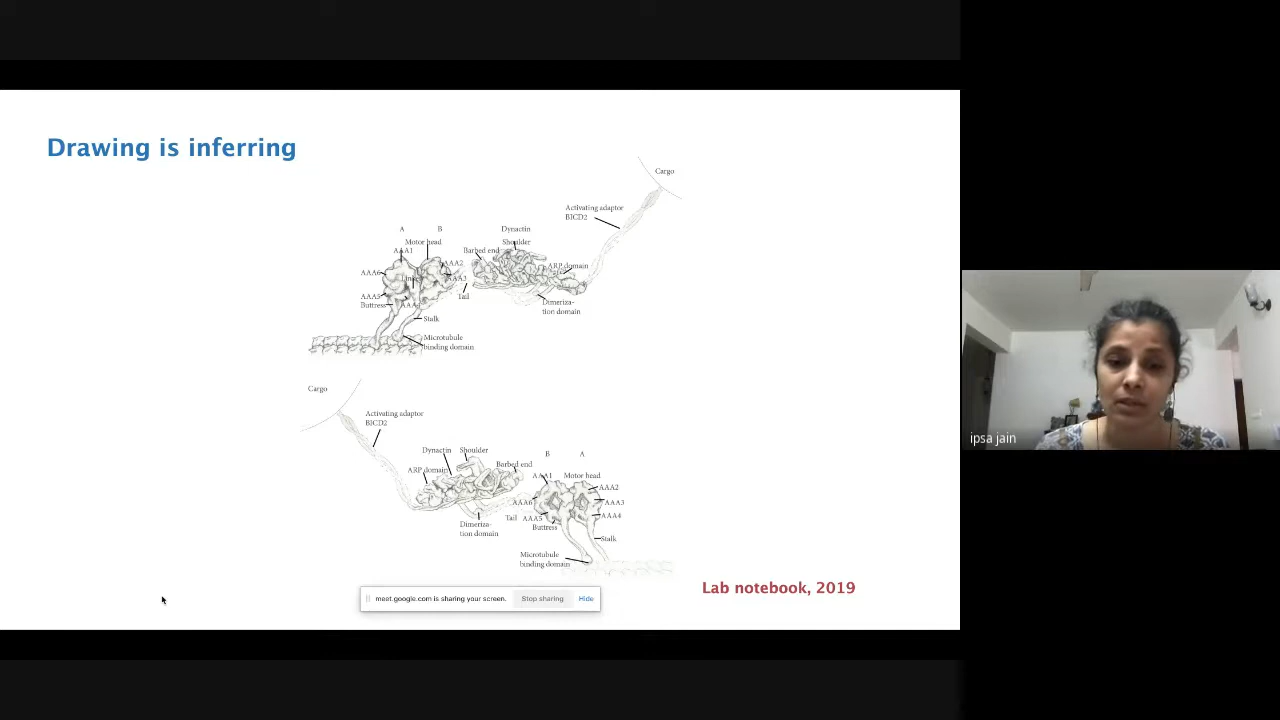 Drawing is inferring
Cargo
Activating adaptor
BICD2
A
B
Dynactin
Motor head
Shoulder
AAA1
Barbed end
AAA2
ARP domain
AAA6
Linker
AAA3
AAA5
Tail
Buttress
AAA4
Dimeriza-
tion domain
Stalk
Microtubule
binding domain
Cargo
Activating adaptor
BICD2
Dynactin
Shoulder
B
A
Barbed end
ARP domain
AAA1
Motor head
AAA2
AAA6
AAA3
Tail
AAA5
AAA4
Dimeriza-
tion domain
Buttress
Stalk
Microtubule
binding domain
Lab notebook, 2019
meet.google.com is sharing your screen.
Stop sharing
Hide
ipsa jain